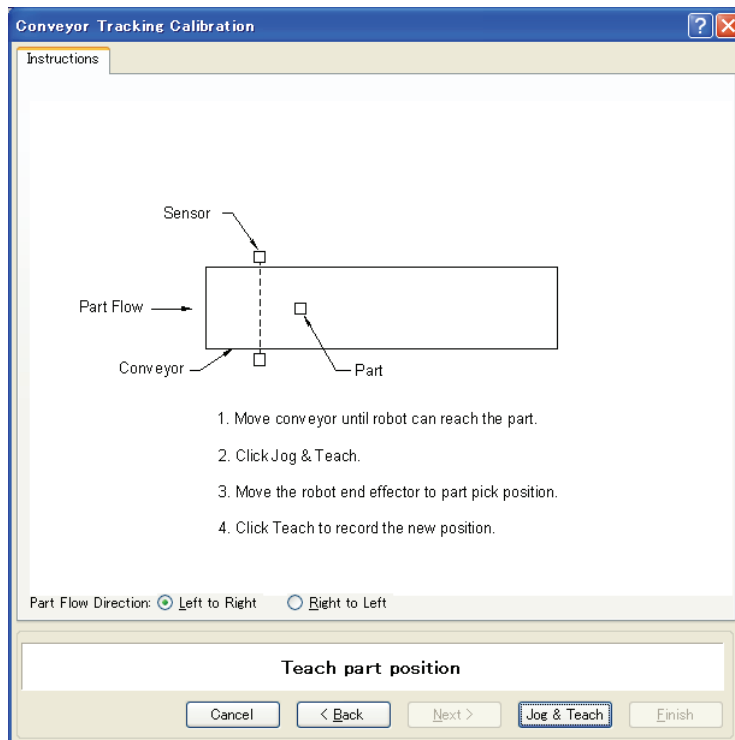 Conveyor Tracking Calibration
Instructions
Sensor
Part Flow
Conveyor
Part
1. Move conveyor until robot can reach the part.
2. Click Jog & Teach.
3. Move the robot end effector to part pick position.
4. Click Teach to record the new position.
Part Flow Direction: Left to Right Right to Left
Teach part position
Cancel < Back Next > Jog & Teach Finish